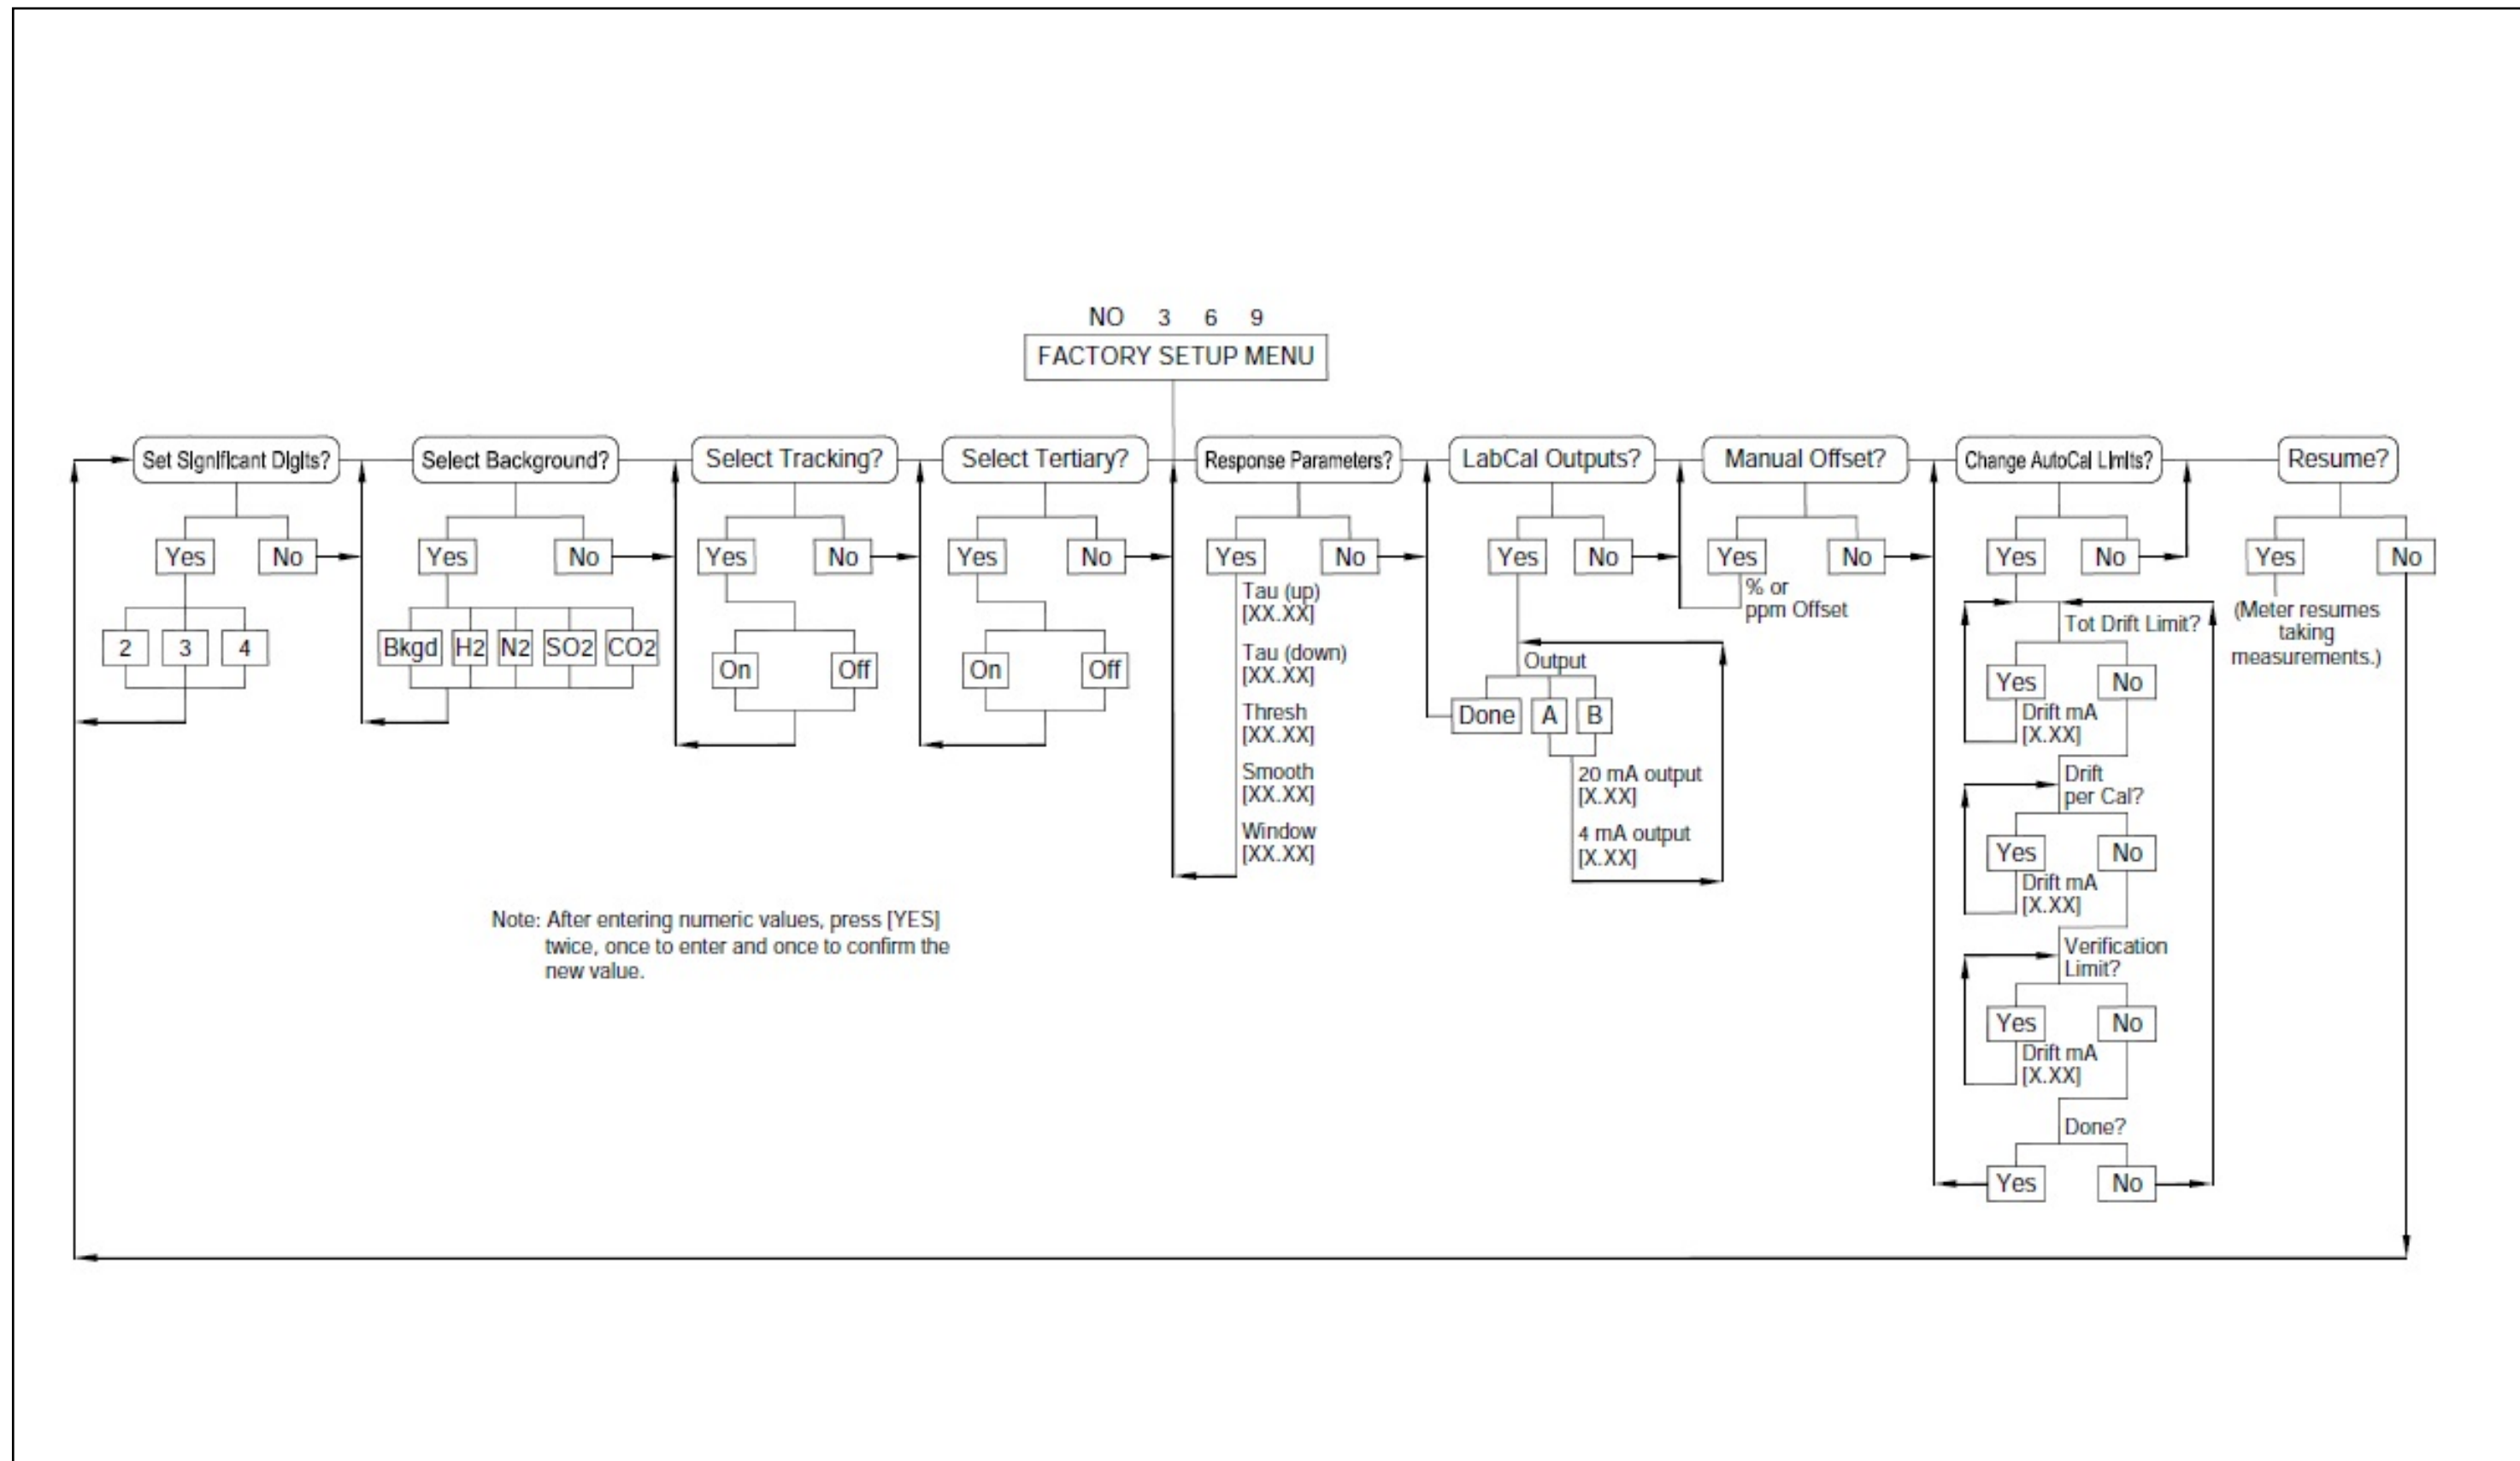 NO 3 6 9
FACTORY SETUP MENU
Set Significant Digits?
Select Background?
Select Tracking?
Select Tertiary?
Response Parameters?
LabCal Outputs?
Manual Offset?
Change AutoCal Limits?
Resume?
Yes
No
2
3
4
Yes
No
Bkgd
H2
N2
SO2
CO2
Yes
No
On
Off
Yes
No
On
Off
Yes
No
Tau (up)
[XX.XX]
Tau (down)
[XX.XX]
Thresh
[XX.XX]
Smooth
[XX.XX]
Window
[XX.XX]
Yes
No
Output
Done
A
B
20 mA output
[X.XX]
4 mA output
[X.XX]
Yes
No
% or
ppm Offset
Yes
No
Tot Drift Limit?
Yes
No
Drift mA
[X.XX]
Drift
per Cal?
Yes
No
Drift mA
[X.XX]
Verification
Limit?
Yes
No
Drift mA
[X.XX]
Done?
Yes
No
Yes
No
(Meter resumes
taking
measurements.)
Note: After entering numeric values, press [YES]
twice, once to enter and once to confirm the
new value.